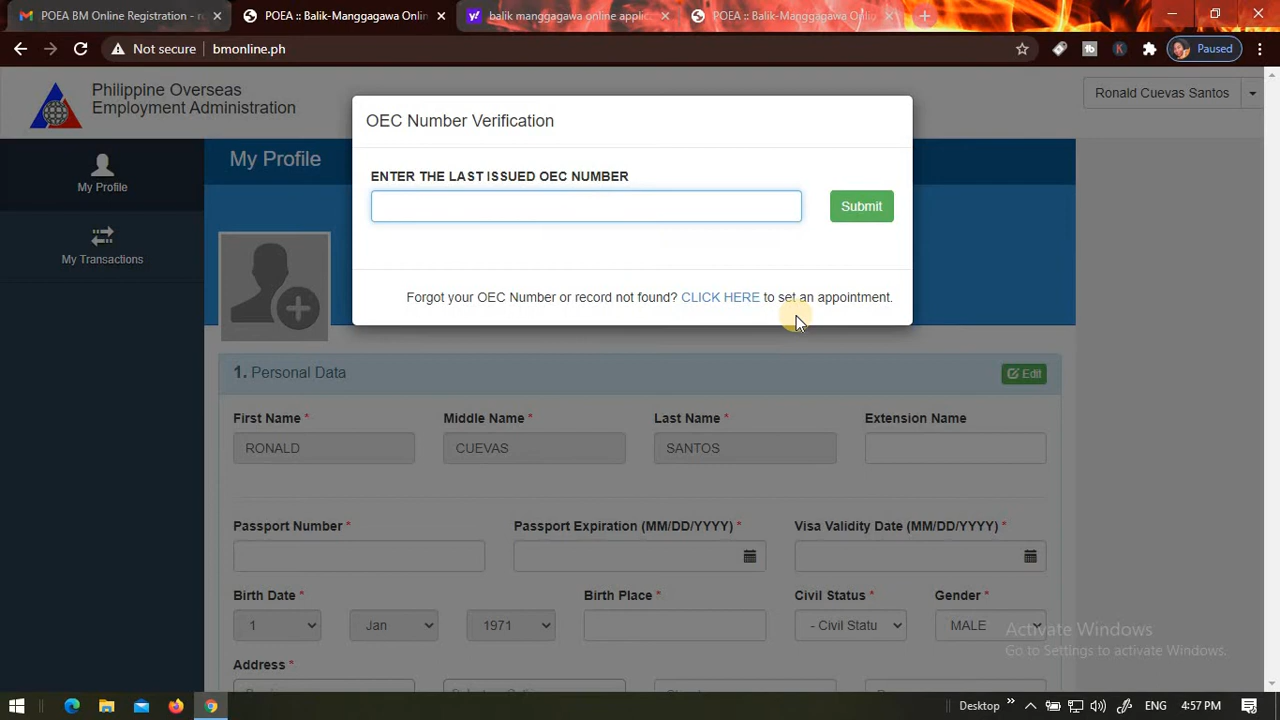 POEA BM Online Registration - r
POEA :: Balik-Manggagawa Online
balik manggagawa online applic
POEA :: Balik-Manggagawa Onlin
Not secure
bmonline.ph
Paused
Philippine Overseas
Employment Administration
Ronald Cuevas Santos
My Profile
My Transactions
My Profile
OEC Number Verification
ENTER THE LAST ISSUED OEC NUMBER
Submit
Forgot your OEC Number or record not found? CLICK HERE to set an appointment.
1. Personal Data
Edit
First Name *
Middle Name *
Last Name *
Extension Name
RONALD
CUEVAS
SANTOS
Passport Number *
Passport Expiration (MM/DD/YYYY) *
Visa Validity Date (MM/DD/YYYY) *
Birth Date *
Birth Place *
Civil Status *
Gender *
1
Jan
1971
- Civil Statu
MALE
Activate Windows
Go to Settings to activate Windows.
Address *
Desktop
ENG
4:57 PM